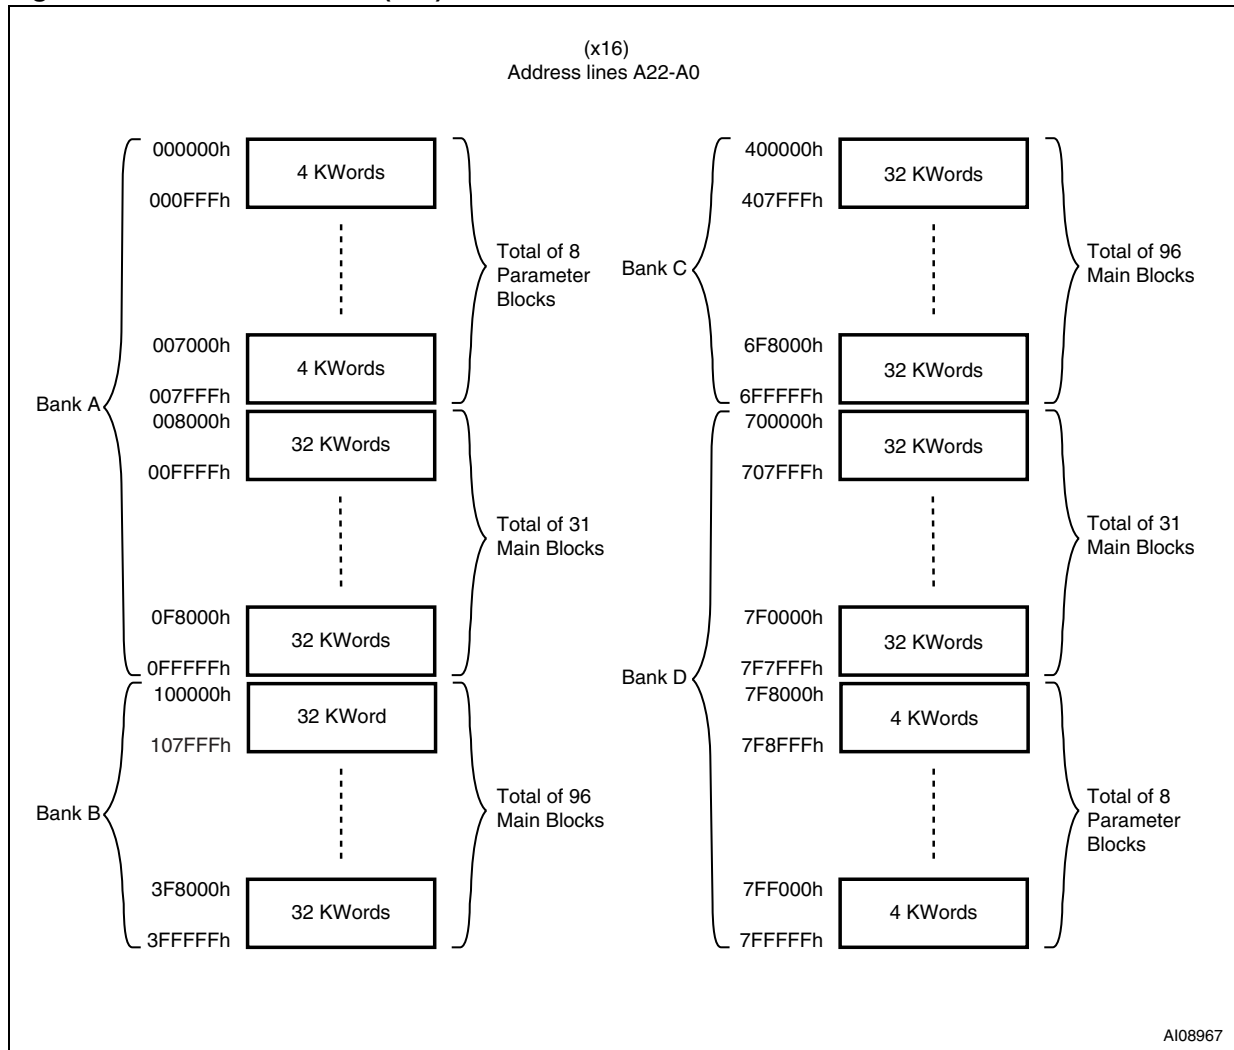 (x16)
Address lines A22-A0
Bank A
000000h
4 KWords
000FFFh
Total of 8
Parameter
Blocks
007000h
4 KWords
007FFFh
008000h
32 KWords
00FFFFh
Total of 31
Main Blocks
0F8000h
32 KWords
0FFFFFh
Bank B
100000h
32 KWord
107FFFh
Total of 96
Main Blocks
3F8000h
32 KWords
3FFFFFh
Bank C
400000h
32 KWords
407FFFh
Total of 96
Main Blocks
6F8000h
32 KWords
6FFFFFh
Bank D
700000h
32 KWords
707FFFh
Total of 31
Main Blocks
7F0000h
32 KWords
7F7FFFh
7F8000h
4 KWords
7F8FFFh
Total of 8
Parameter
Blocks
7FF000h
4 KWords
7FFFFFh
AI08967